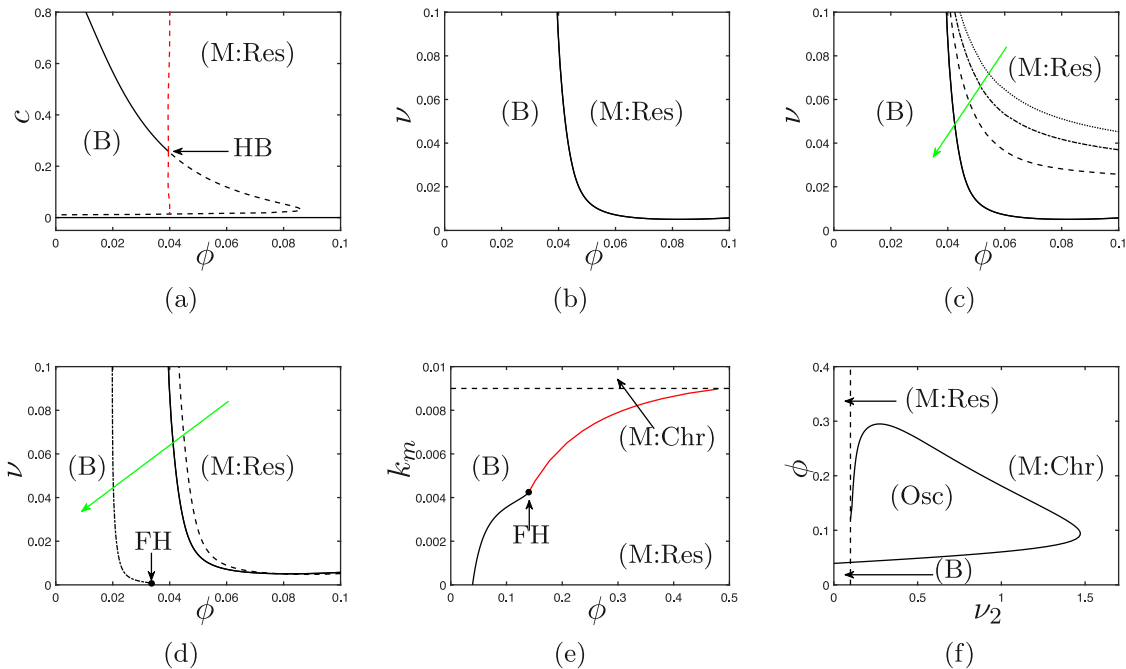 c
0.8
0.6
0.4
0.2
0
0 0.02 0.04 0.06 0.08 0.1
ϕ
(B)
(M:Res)
HB
(a)
ν
0.1
0.08
0.06
0.04
0.02
0
0 0.02 0.04 0.06 0.08 0.1
ϕ
(B)
(M:Res)
(b)
ν
0.1
0.08
0.06
0.04
0.02
0
0 0.02 0.04 0.06 0.08 0.1
ϕ
(B)
(M:Res)
(c)
ν
0.1
0.08
0.06
0.04
0.02
0
0 0.02 0.04 0.06 0.08 0.1
ϕ
(B)
(M:Res)
FH
(d)
k_m
0.01
0.008
0.006
0.004
0.002
0
0 0.1 0.2 0.3 0.4 0.5
ϕ
(B)
(M:Chr)
FH
(M:Res)
(e)
ϕ
0.4
0.3
0.2
0.1
0
0 0.5 1 1.5
ν₂
(M:Res)
(M:Chr)
(Osc)
(B)
(f)